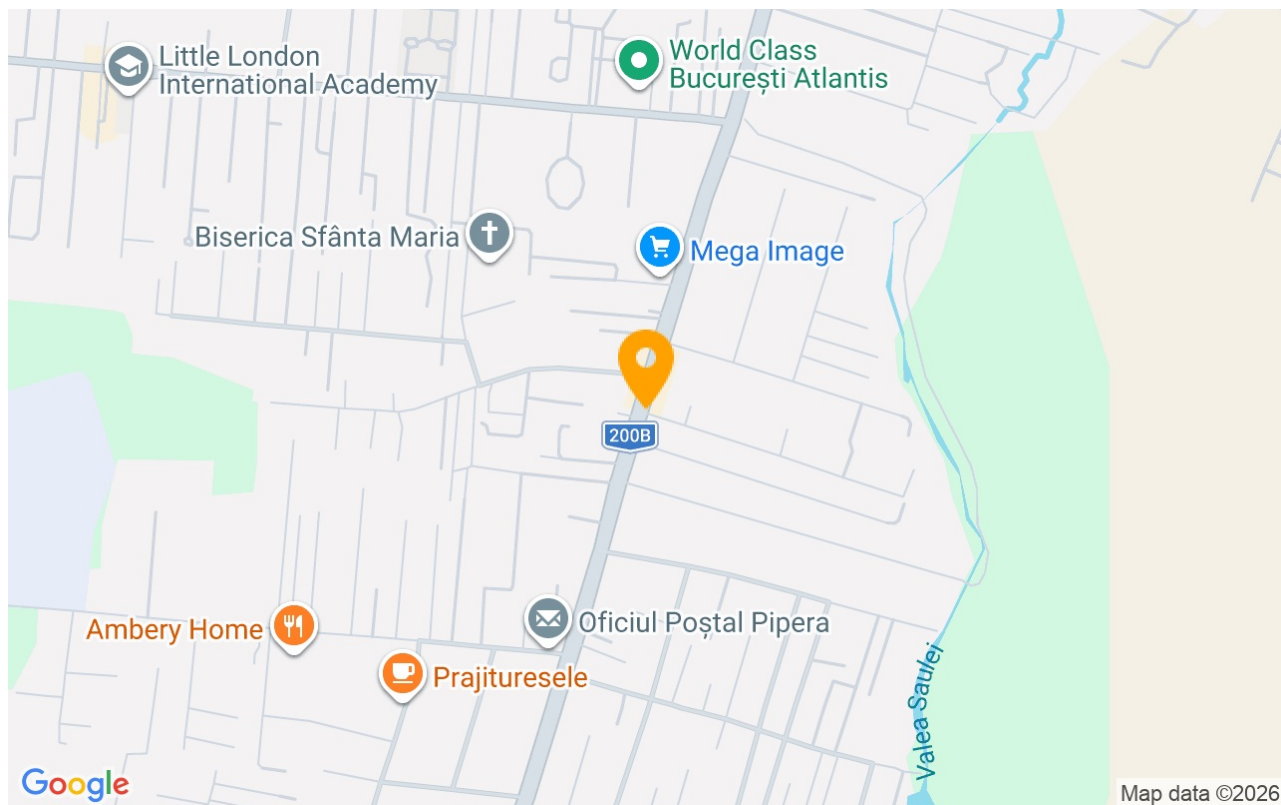 Little London
International Academy
World Class
București Atlantis
Biserica Sfânta Maria
Mega Image
200B
Ambery Home
Oficiul Poștal Pipera
Prajituresele
Valea Saulei
Google
Map data ©2026